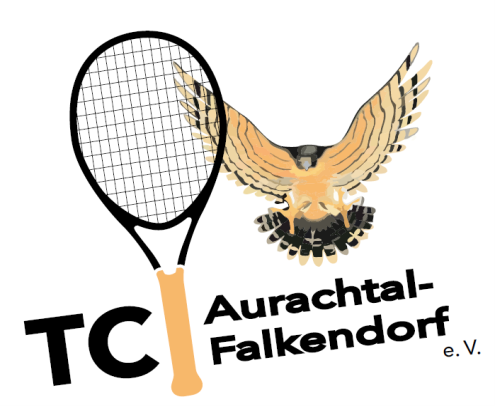 TC
Aurachtal-
Falkendorf
e. V.